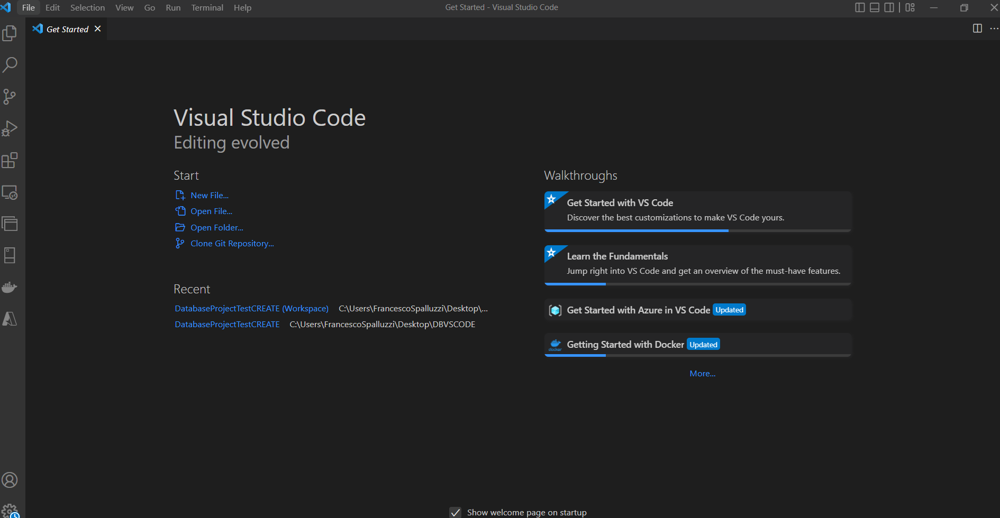 File Edit Selection View Go Run Terminal Help
Get Started - Visual Studio Code
Get Started
Visual Studio Code
Editing evolved
Start
New File...
Open File...
Open Folder...
Clone Git Repository...
Recent
DatabaseProjectTestCREATE (Workspace) C:\Users\FrancescoSpalluzzi\Desktop\...
DatabaseProjectTestCREATE C:\Users\FrancescoSpalluzzi\Desktop\DBVSCODE
Walkthroughs
Get Started with VS Code
Discover the best customizations to make VS Code yours.
Learn the Fundamentals
Jump right into VS Code and get an overview of the must-have features.
Get Started with Azure in VS Code Updated
docker
Getting Started with Docker Updated
More...
Show welcome page on startup